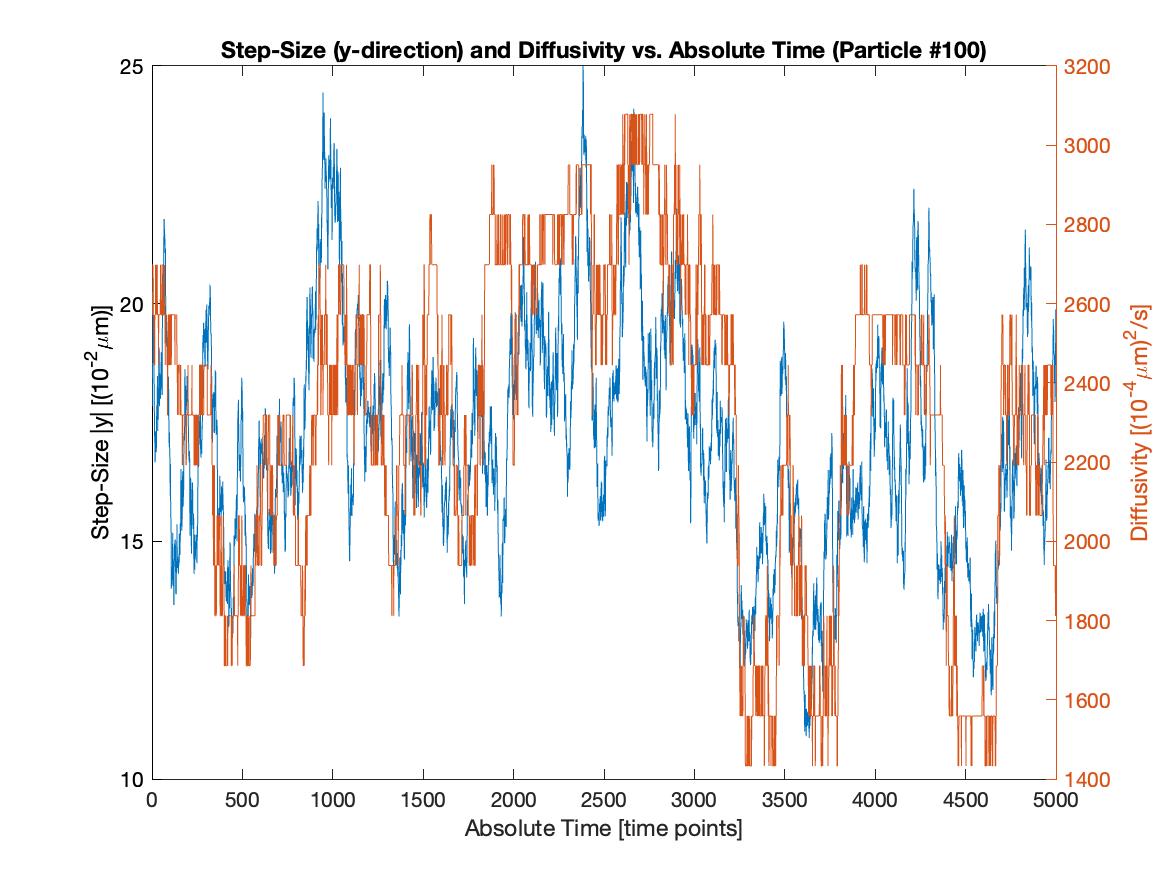 Step-Size (y-direction) and Diffusivity vs. Absolute Time (Particle #100)
25
20
15
10
Step-Size |y| [(10⁻² μm)]
3200
3000
2800
2600
2400
2200
2000
1800
1600
1400
Diffusivity [(10⁻⁴ μm)²/s]
0 500 1000 1500 2000 2500 3000 3500 4000 4500 5000
Absolute Time [time points]